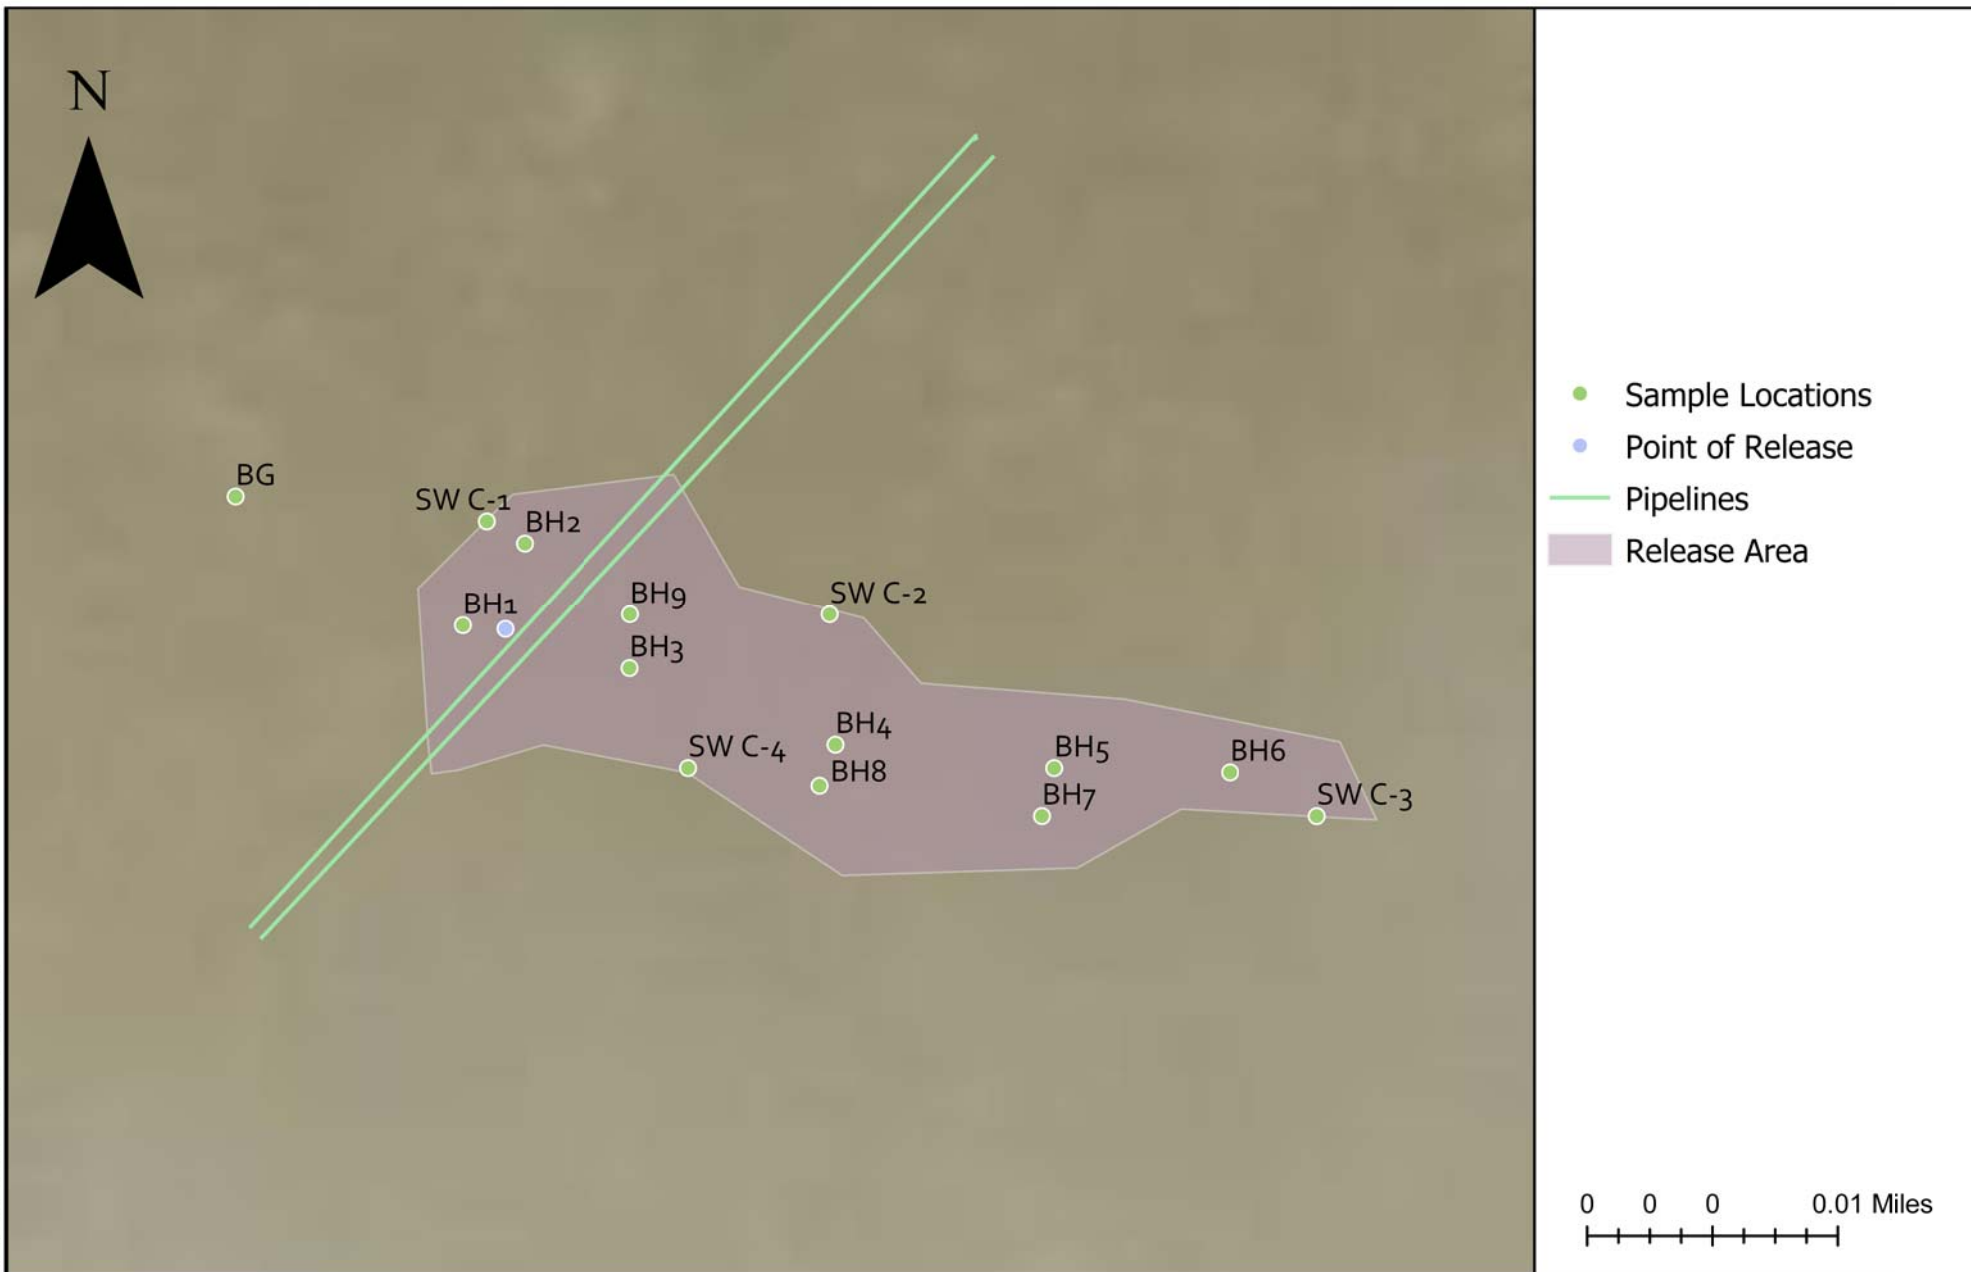 N
BG
SW C-1
BH2
BH1
BH9
SW C-2
BH3
BH4
SW C-4
BH8
BH5
BH6
BH7
SW C-3
Sample Locations
Point of Release
Pipelines
Release Area
0 0 0 0.01 Miles